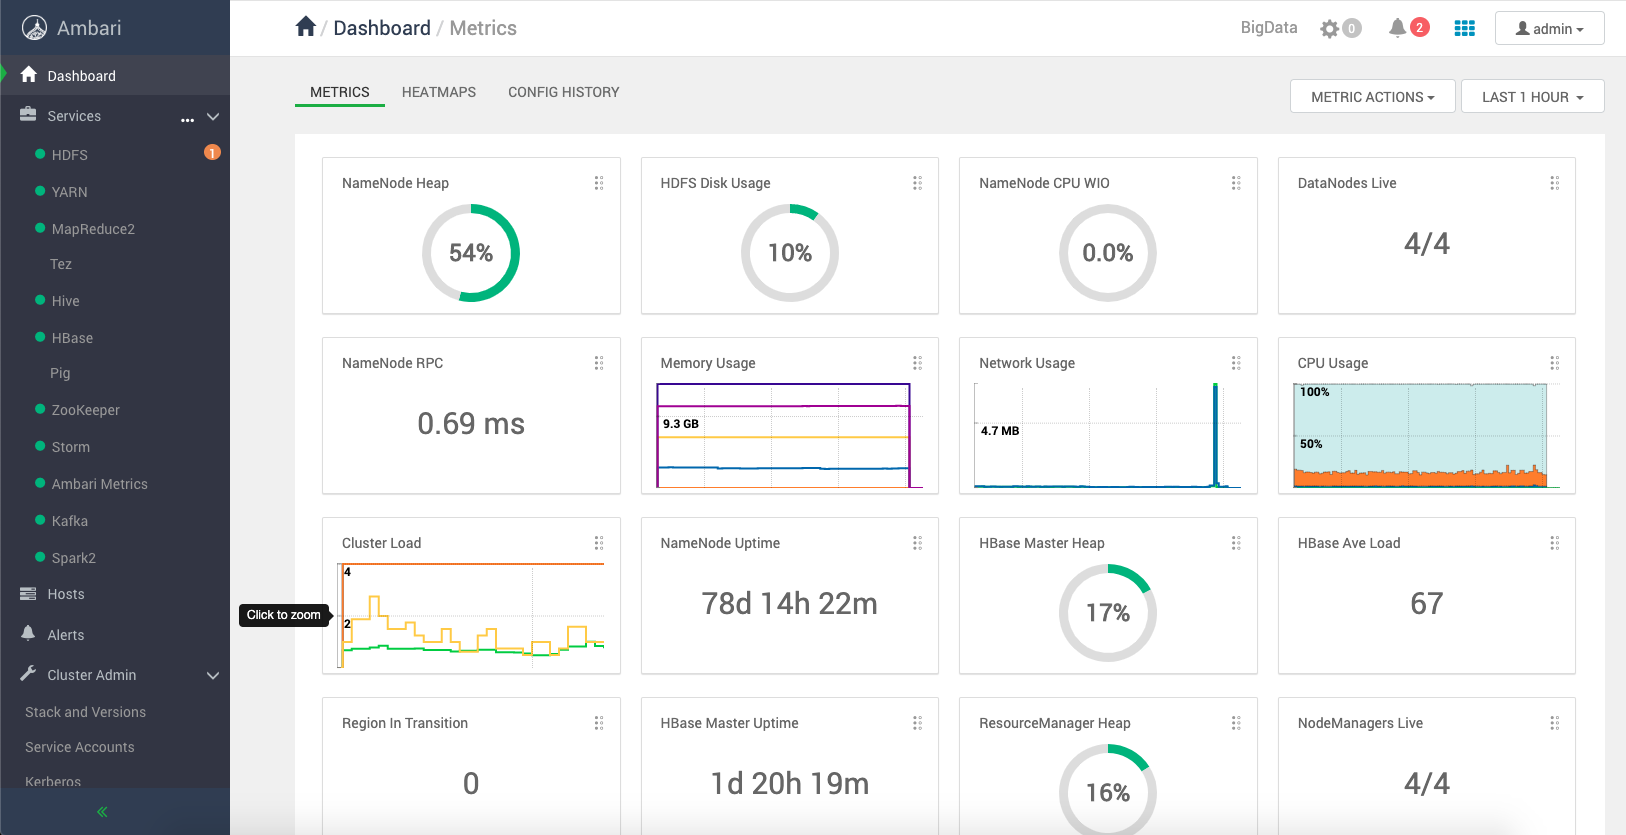 Ambari
Dashboard / Metrics
BigData
0
2
admin
Dashboard
Services
...
HDFS
1
YARN
MapReduce2
Tez
Hive
HBase
Pig
ZooKeeper
Storm
Ambari Metrics
Kafka
Spark2
Hosts
Alerts
Cluster Admin
Stack and Versions
Service Accounts
Kerberos
METRICS
HEATMAPS
CONFIG HISTORY
METRIC ACTIONS
LAST 1 HOUR
NameNode Heap
54%
HDFS Disk Usage
10%
NameNode CPU WIO
0.0%
DataNodes Live
4/4
NameNode RPC
0.69 ms
Memory Usage
9.3 GB
Network Usage
4.7 MB
CPU Usage
100%
50%
Cluster Load
4
2
Click to zoom
NameNode Uptime
78d 14h 22m
HBase Master Heap
17%
HBase Ave Load
67
Region In Transition
0
HBase Master Uptime
1d 20h 19m
ResourceManager Heap
16%
NodeManagers Live
4/4